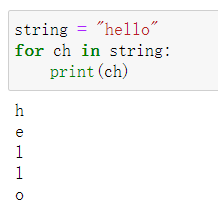 string = "hello"
for ch in string:
    print(ch)
h
e
l
l
o